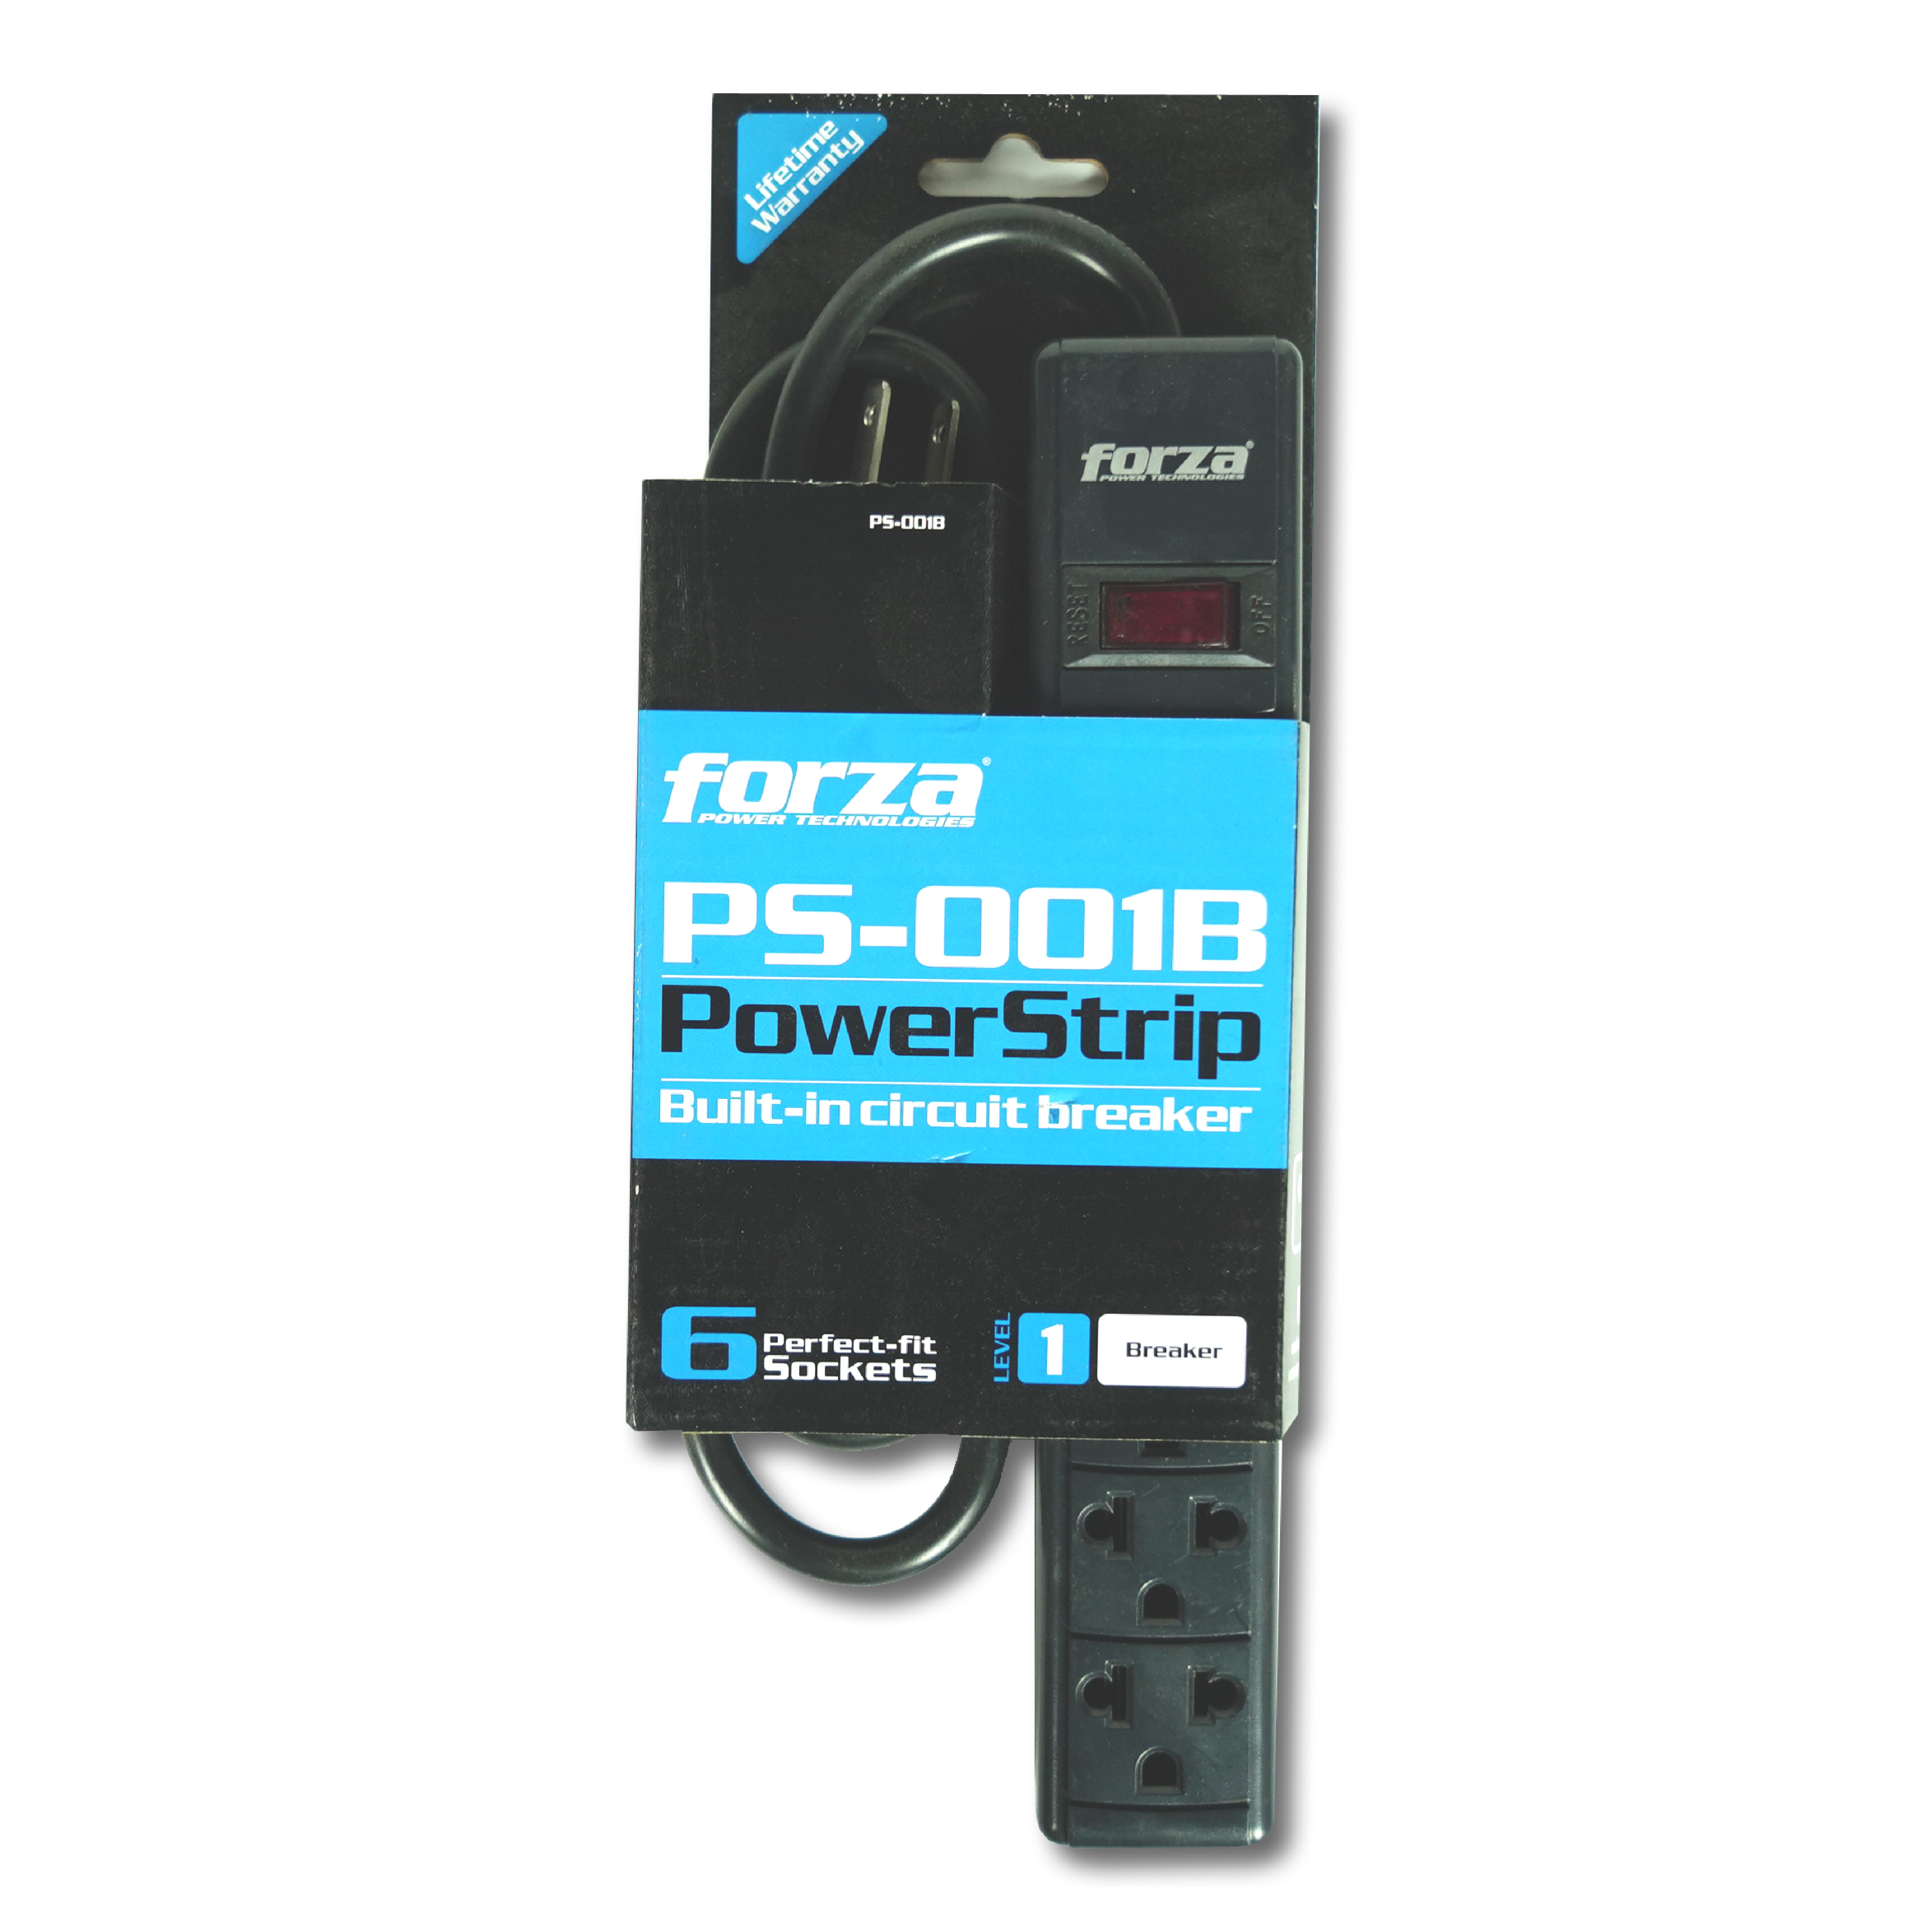 Lifetime
Warranty
forza®
POWER TECHNOLOGIES
PS-001B
RESET
OFF
forza®
POWER TECHNOLOGIES
PS-001B
PowerStrip
Built-in circuit breaker
6 Perfect-fit
Sockets
LEVEL 1 Breaker